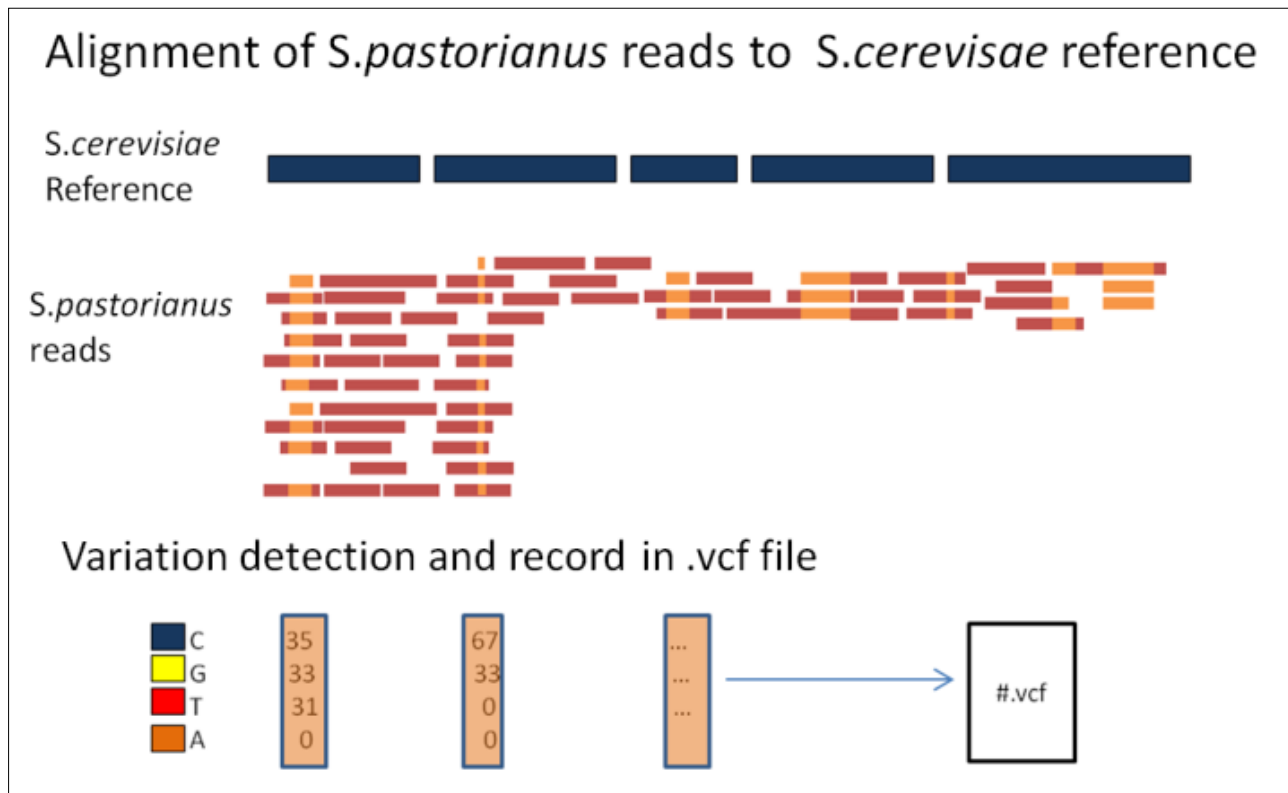 Alignment of S.pastorianus reads to S.cerevisae reference
S.cerevisiae
Reference
S.pastorianus
reads
Variation detection and record in .vcf file
C 35 67 ...
G 33 33 ...
T 31 0 ...
A 0 0
#.vcf